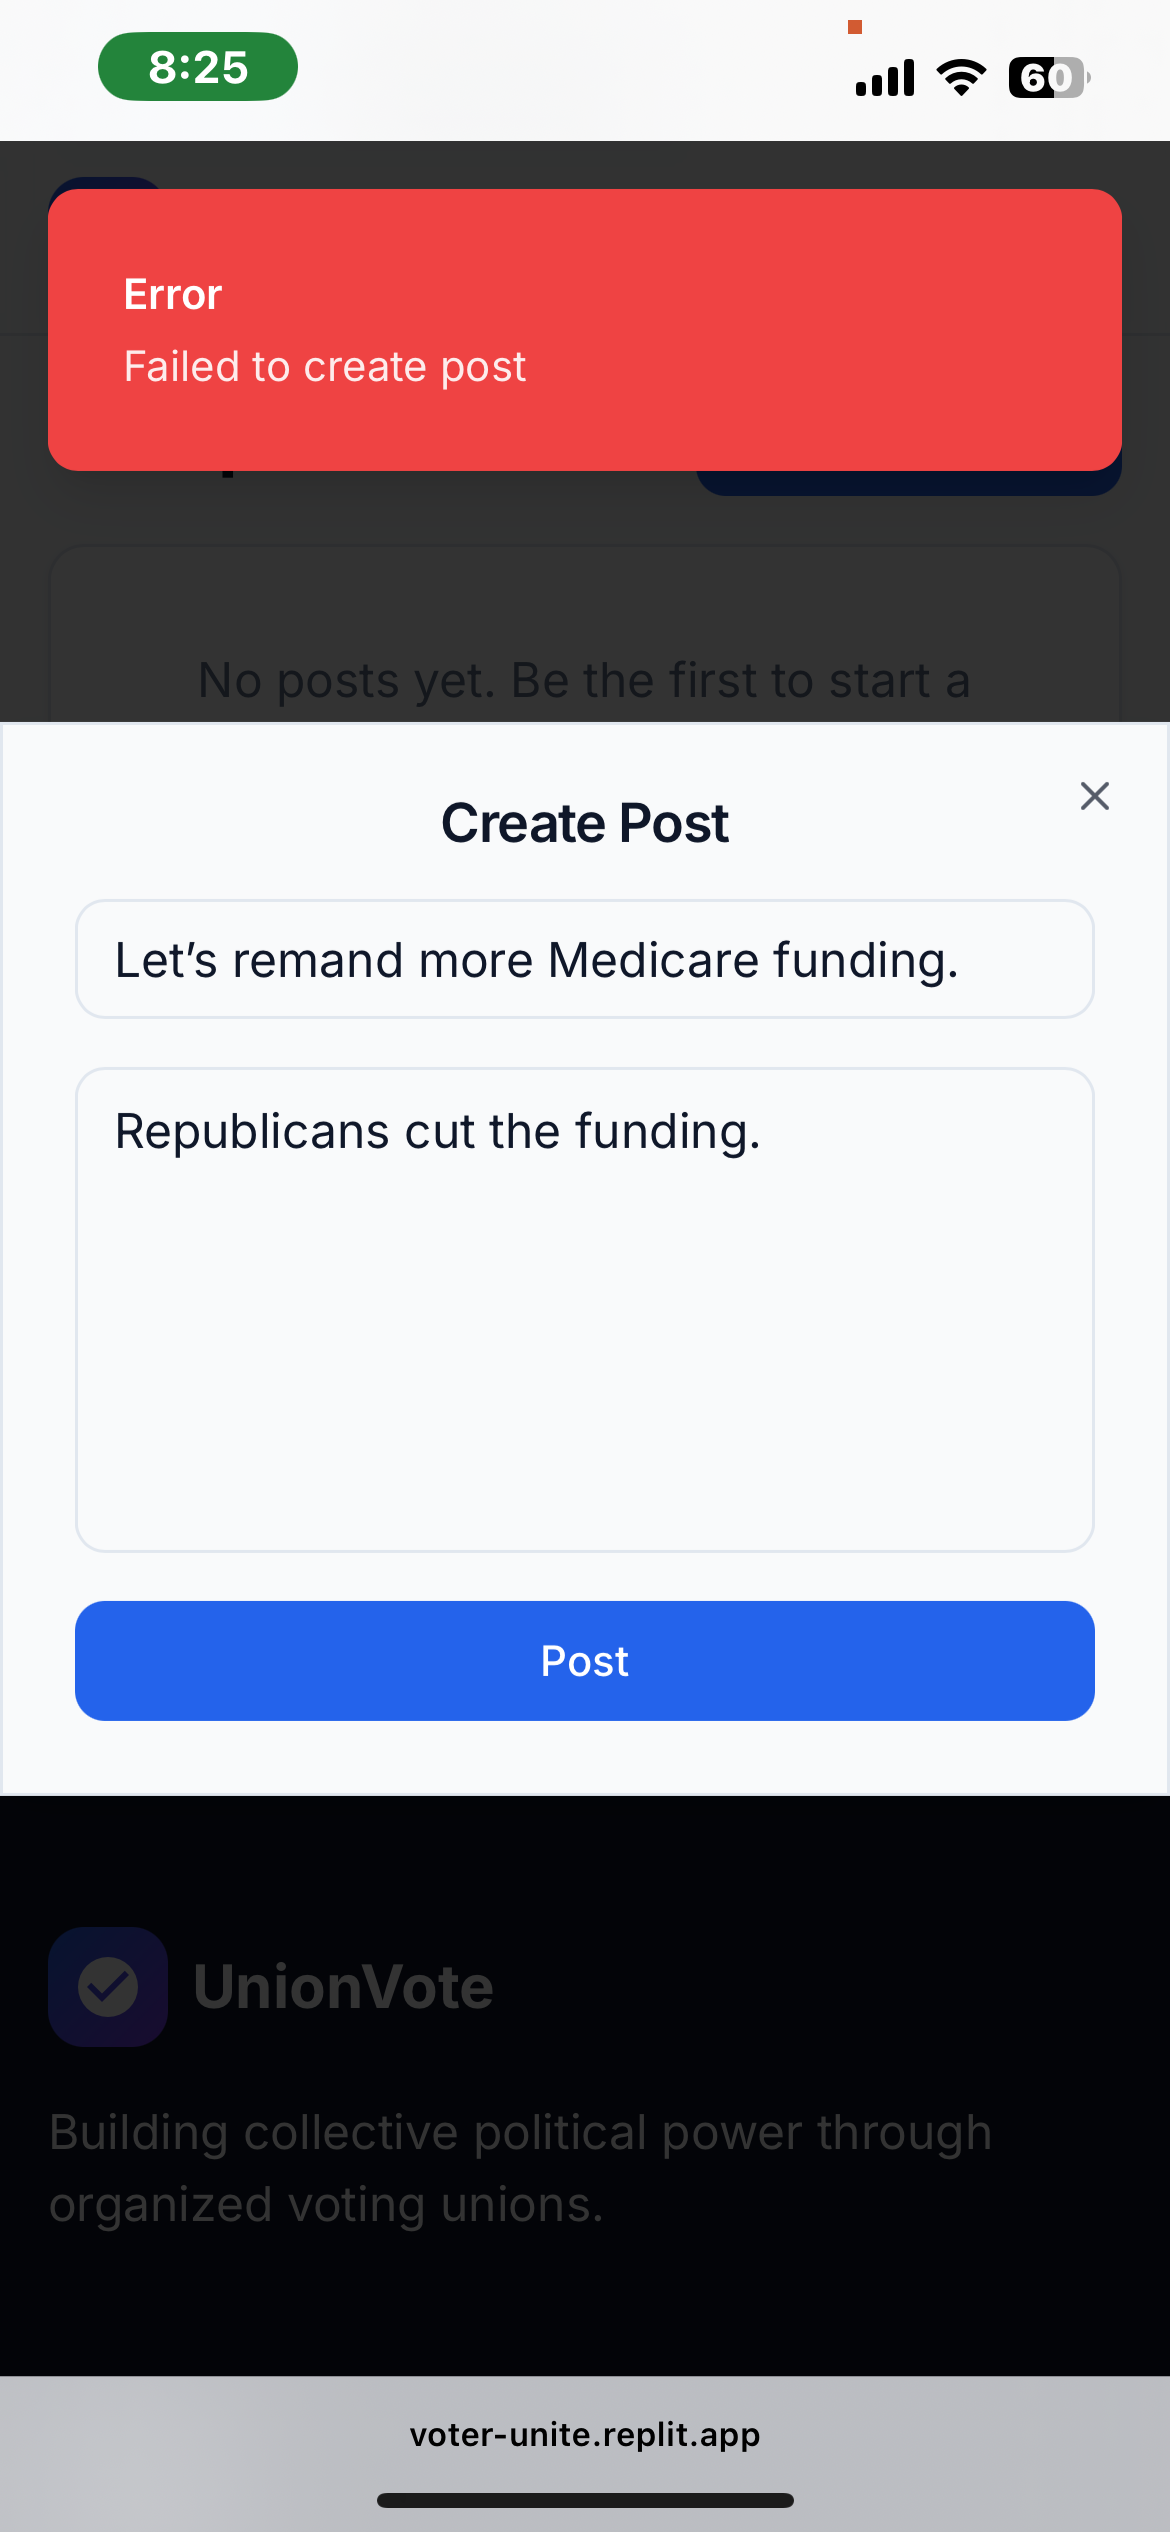 8:25
60
Error
Failed to create post
No posts yet. Be the first to start a
Create Post
Let’s remand more Medicare funding.
Republicans cut the funding.
Post
UnionVote
Building collective political power through
organized voting unions.
voter-unite.replit.app